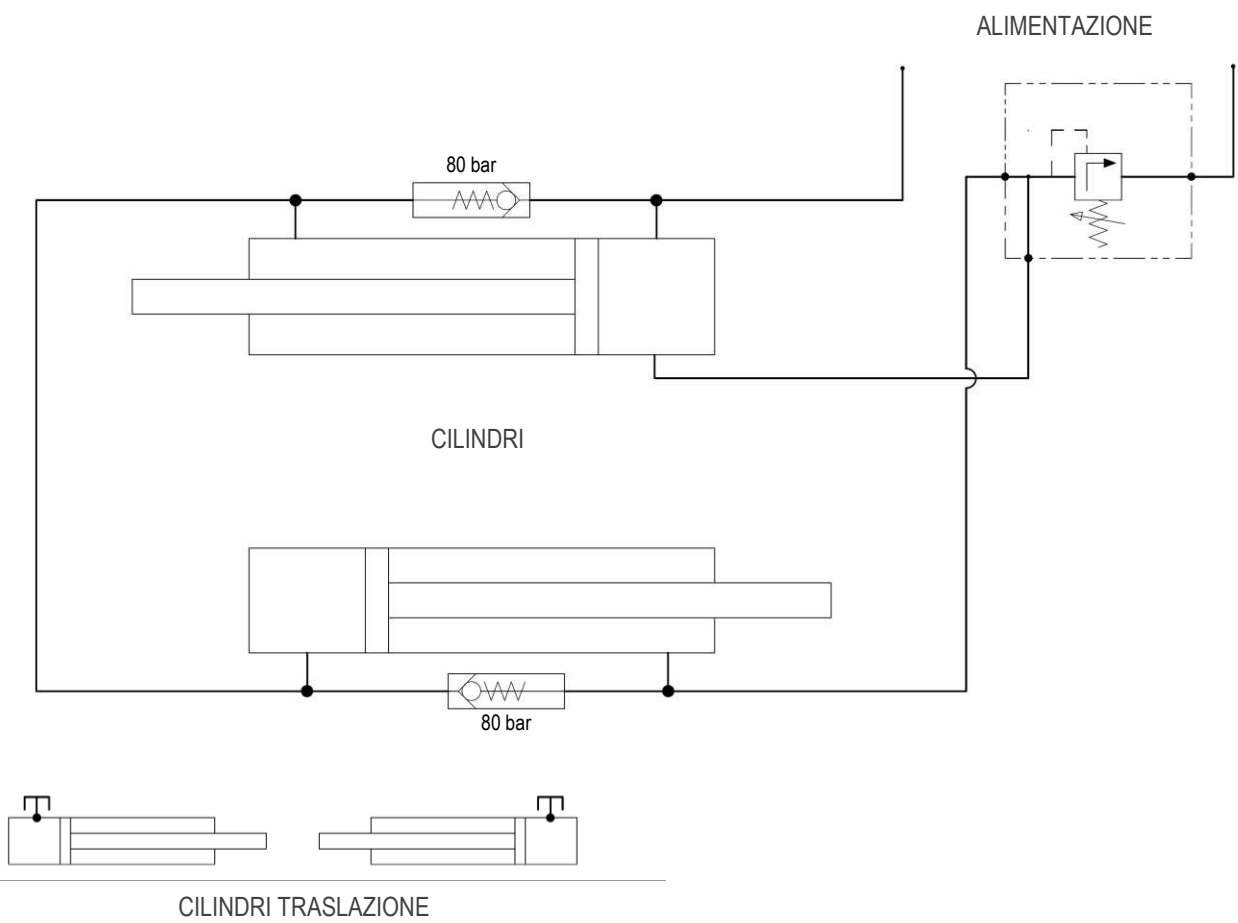 ALIMENTAZIONE
80 bar
CILINDRI
80 bar
CILINDRI TRASLAZIONE